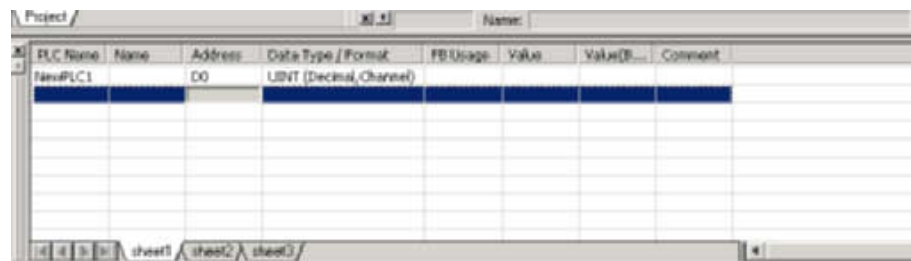 Project
Name:
PLC Name Name Address Data Type / Format FB Usage Value Value(B.... Comment
NewPLC1 D0 UINT (Decimal,Channel)
sheet1 sheet2 sheet3